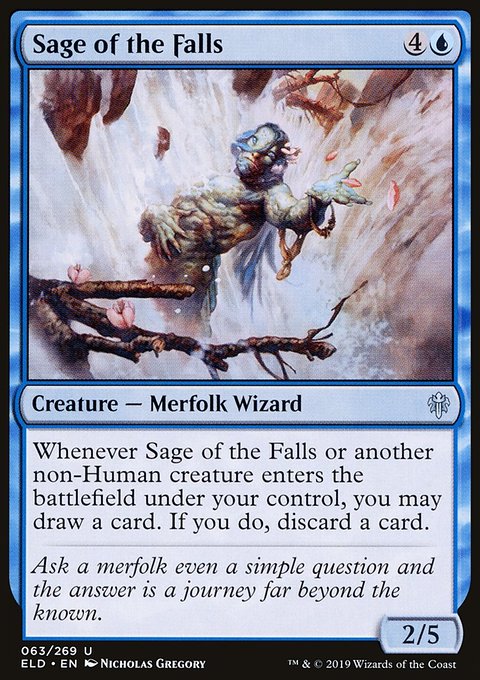 Sage of the Falls 4
Creature — Merfolk Wizard
Whenever Sage of the Falls or another
non-Human creature enters the
battlefield under your control, you may
draw a card. If you do, discard a card.
Ask a merfolk even a simple question and
the answer is a journey far beyond the
known.
2/5
063/269 U
ELD • EN Nicholas Gregory
™ & © 2019 Wizards of the Coast